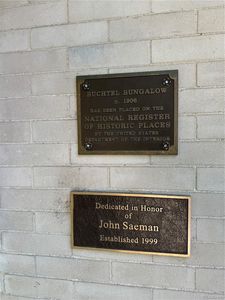 BUCHTEL BUNGALOW
c. 1906
HAS BEEN PLACED ON THE
NATIONAL REGISTER
OF HISTORIC PLACES
BY THE UNITED STATES
DEPARTMENT OF THE INTERIOR
Dedicated in Honor
of
John Saeman
Established 1999